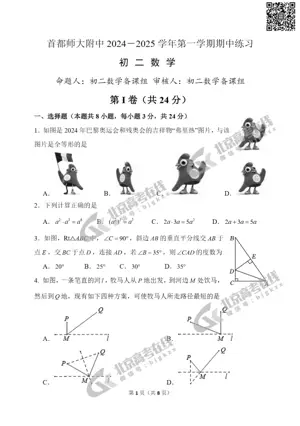 首都师大附中 2024－2025 学年第一学期期中练习
初 二 数 学
命题人：初二数学备课组 审核人：初二数学备课组
第Ⅰ卷（共 24 分）
一、选择题（本题共 8 小题，每小题 3 分，共 24 分）
1．如图是 2024 年巴黎奥运会和残奥会的吉祥物“弗里热”图片，与该
图片是全等形的是
A． B． C． D．
2．下列计算正确的是
A． C．2a·3a=5a² D．2a+3a=5a
3．如图，Rt△ABC 中，∠C=90°，斜边 AB 的垂直平分线交 AB 于
点 E，交 BC 于点 D，连接 AD，若∠B=35°，则∠CAD 的度数为
A．20° B．25° C．30° D．35°
B
E
D
C A
4．如图，一条笔直的河 l，牧马人从 P 地出发，到河边 M 处饮马，
然后到 Q 地，现有如下四种方案，可使牧马人所走路径最短的是
A． P Q M l
B． P Q M l
C． P Q M l
D． P Q M l
第 1 页（共 8 页）
北京高考在线